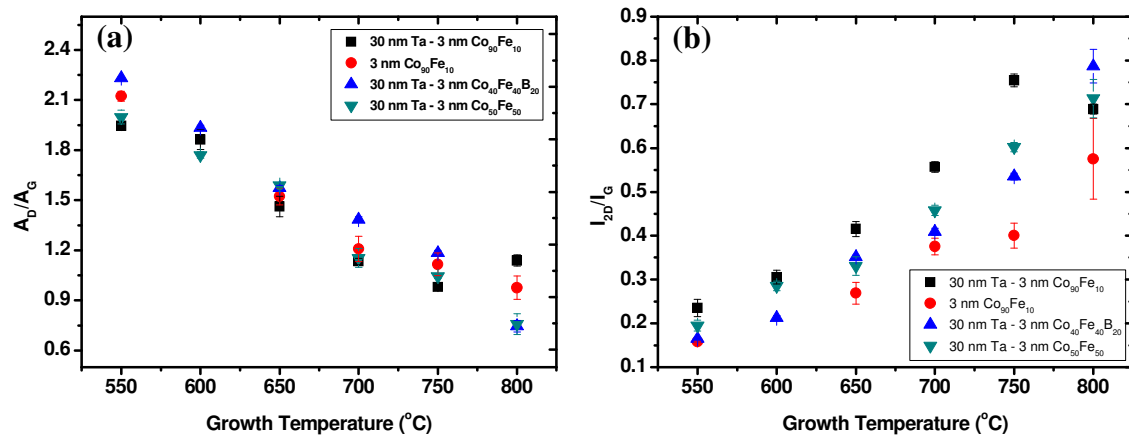 (a)
30 nm Ta - 3 nm Co90Fe10
3 nm Co90Fe10
30 nm Ta - 3 nm Co40Fe40B20
30 nm Ta - 3 nm Co50Fe50
2.4
2.1
1.8
1.5
1.2
0.9
0.6
AD/AG
550 600 650 700 750 800
Growth Temperature (oC)
(b)
0.9
0.8
0.7
0.6
0.5
0.4
0.3
0.2
0.1
I2D/IG
30 nm Ta - 3 nm Co90Fe10
3 nm Co90Fe10
30 nm Ta - 3 nm Co40Fe40B20
30 nm Ta - 3 nm Co50Fe50
550 600 650 700 750 800
Growth Temperature (oC)